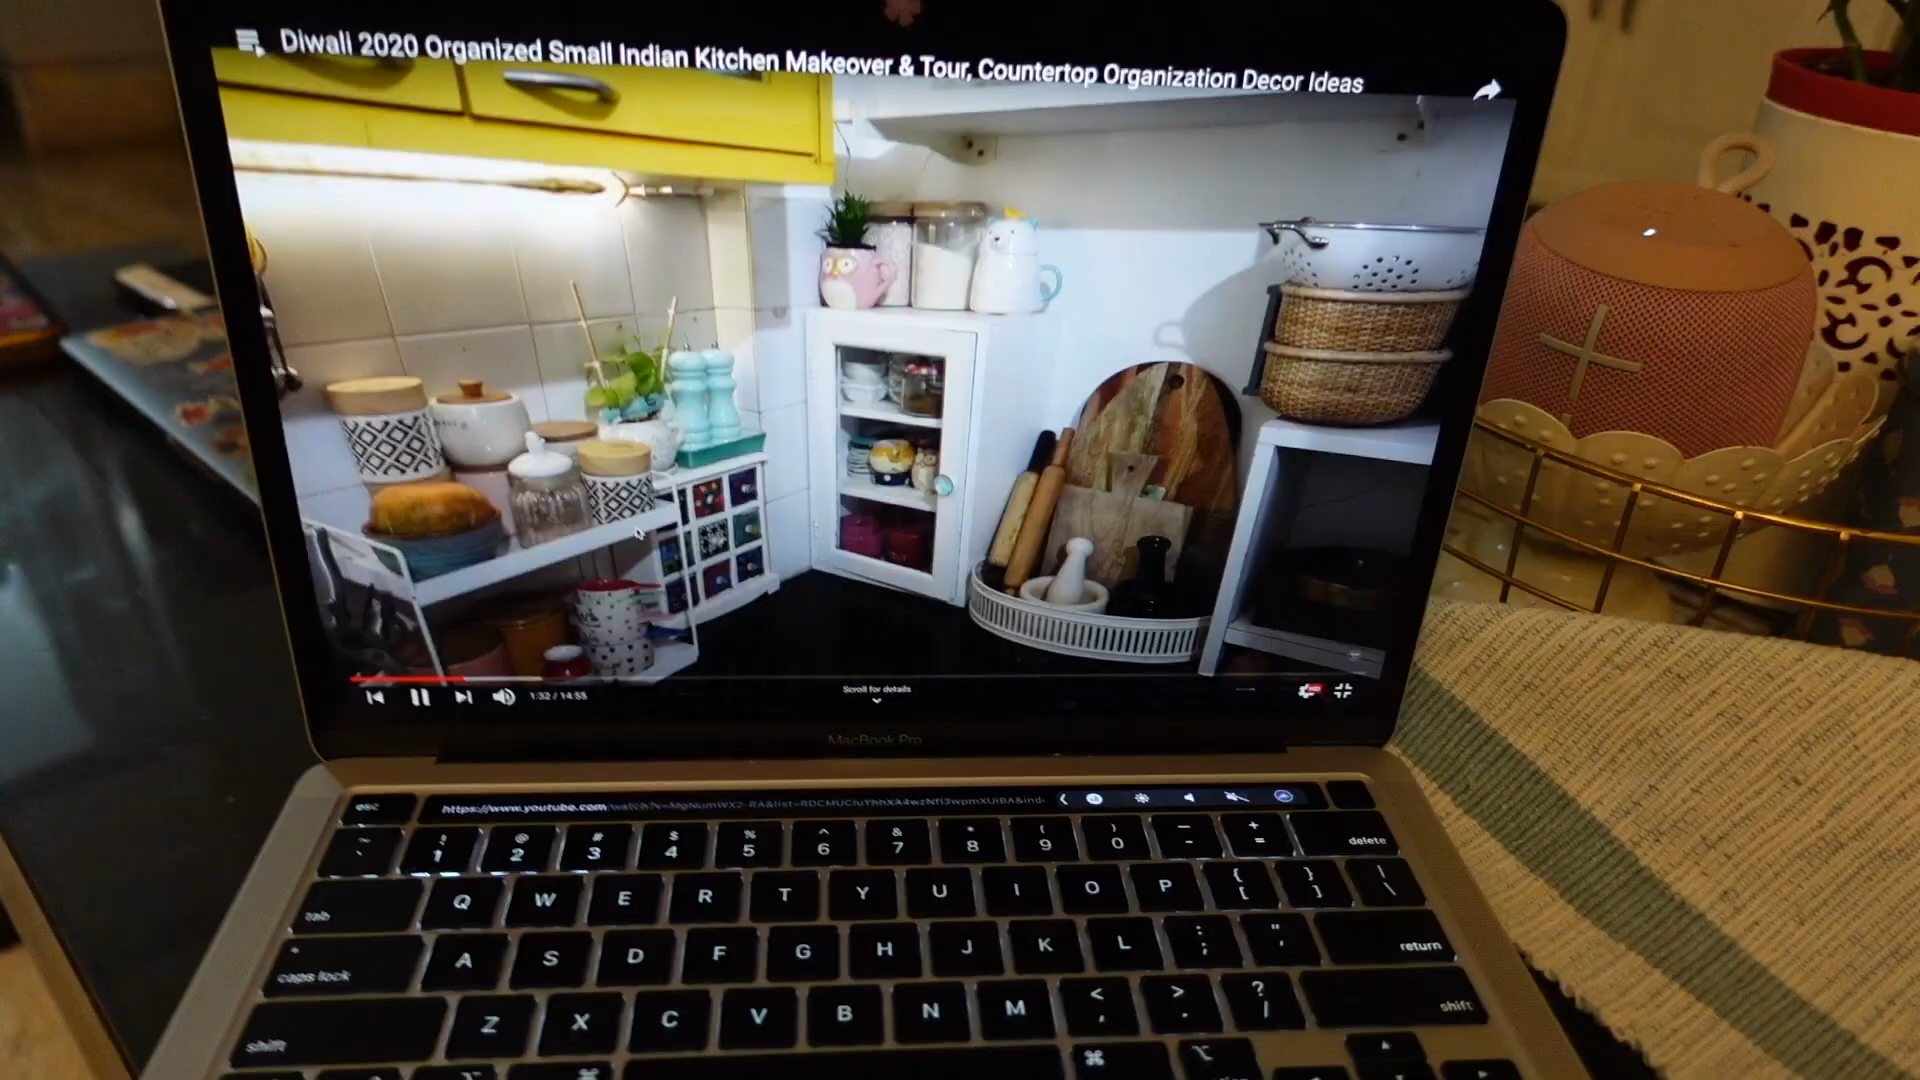 Diwali 2020 Organized Small Indian Kitchen Makeover & Tour, Countertop Organization Decor Ideas
1:32 / 14:55
Scroll for details
HD
MacBook Pro
esc
https://www.youtube.com
~ `
! 1
@ 2
# 3
$ 4
% 5
^ 6
& 7
* 8
( 9
) 0
— -
+ =
delete
tab
Q W E R T Y U I O P { [ } ] | \
caps lock
A S D F G H J K L : ; " '
return
shift
Z X C V B N M < , > . ? /
shift
⌘ ⌥